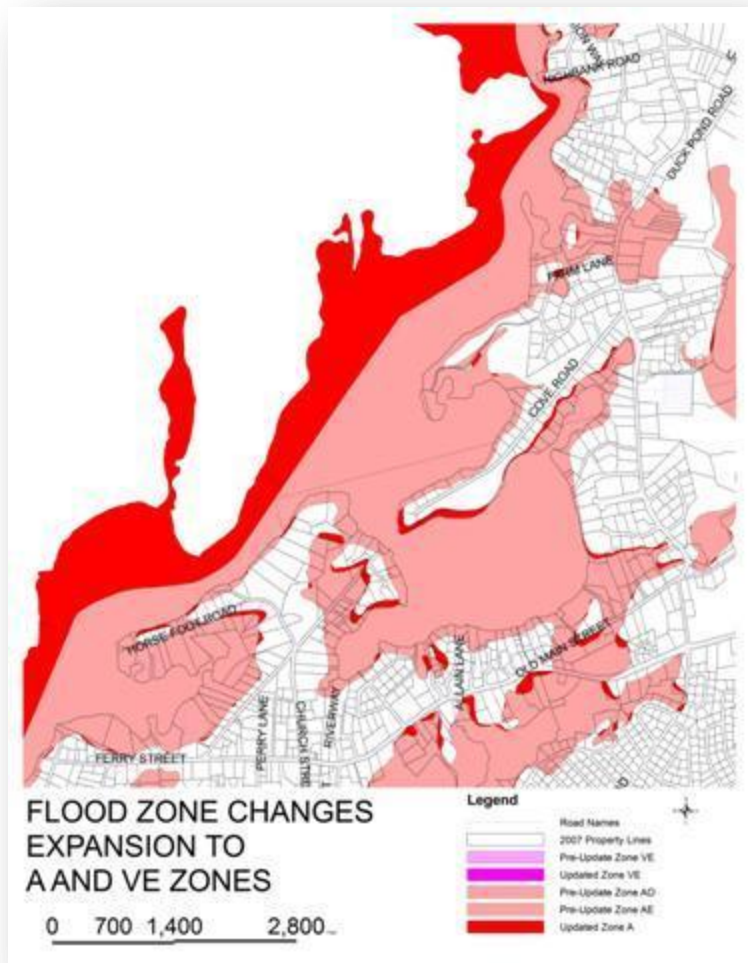 HIGHBANK ROAD
DUCK POND ROAD
FARM LANE
COVE ROAD
HORSE FOOT ROAD
OLD MAIN STREET
ALLAIN LANE
RIVERWAY
PERRY LANE
CHURCH STRE
FERRY STREET
FLOOD ZONE CHANGES
EXPANSION TO
A AND VE ZONES
0 700 1,400 2,800
Legend
Road Names
2007 Property Lines
Pre-Update Zone VE
Updated Zone VE
Pre-Update Zone AO
Pre-Update Zone AE
Updated Zone A